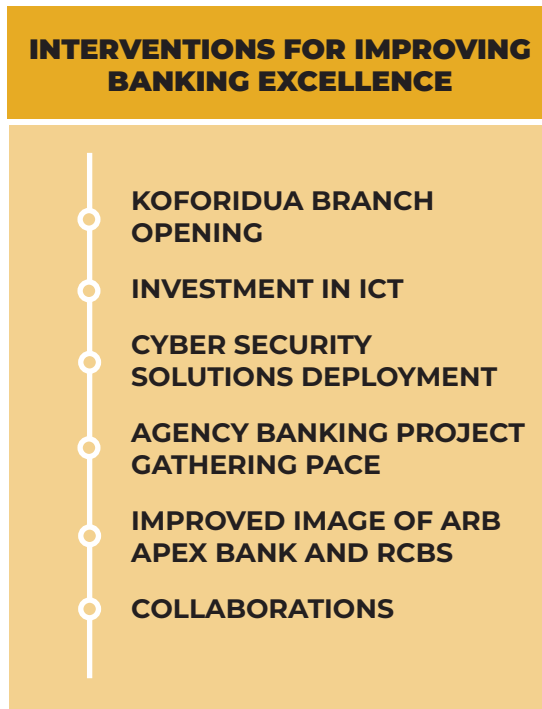 INTERVENTIONS FOR IMPROVING
BANKING EXCELLENCE
KOFORIDUA BRANCH
OPENING
INVESTMENT IN ICT
CYBER SECURITY
SOLUTIONS DEPLOYMENT
AGENCY BANKING PROJECT
GATHERING PACE
IMPROVED IMAGE OF ARB
APEX BANK AND RCBS
COLLABORATIONS